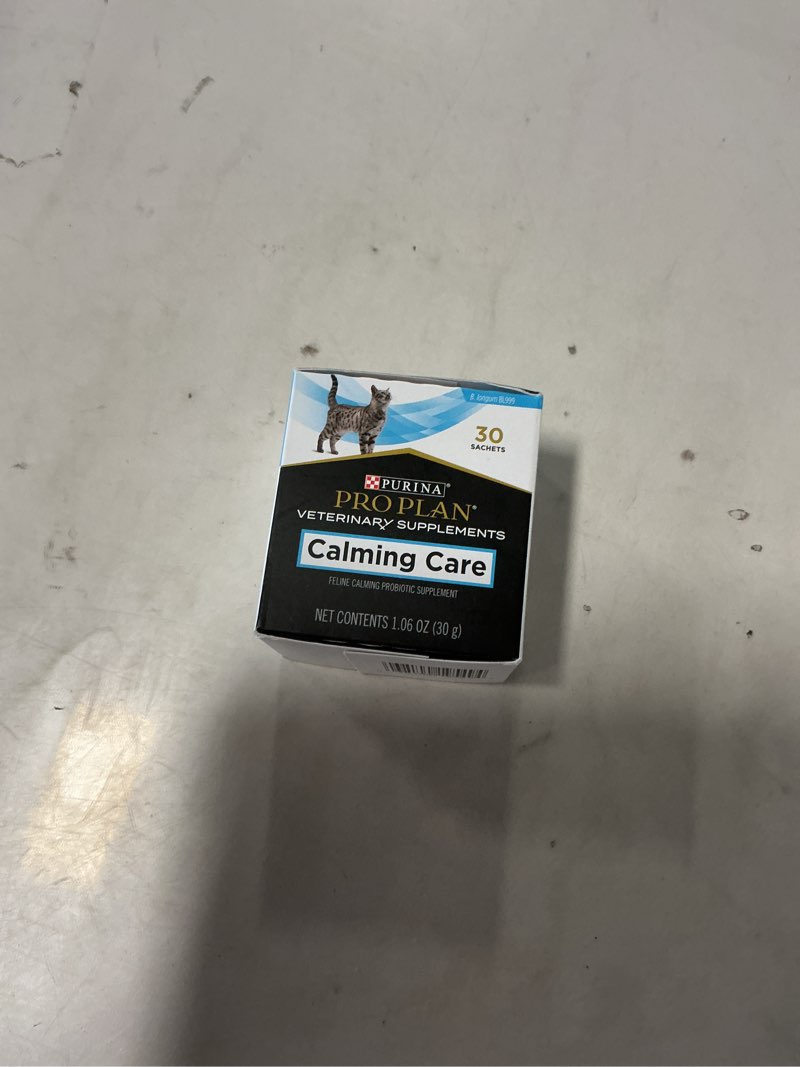 B. longum BL999
30
SACHETS
PURINA®
PRO PLAN®
VETERINARY SUPPLEMENTS
Calming Care
FELINE CALMING PROBIOTIC SUPPLEMENT
NET CONTENTS 1.06 OZ (30 g)